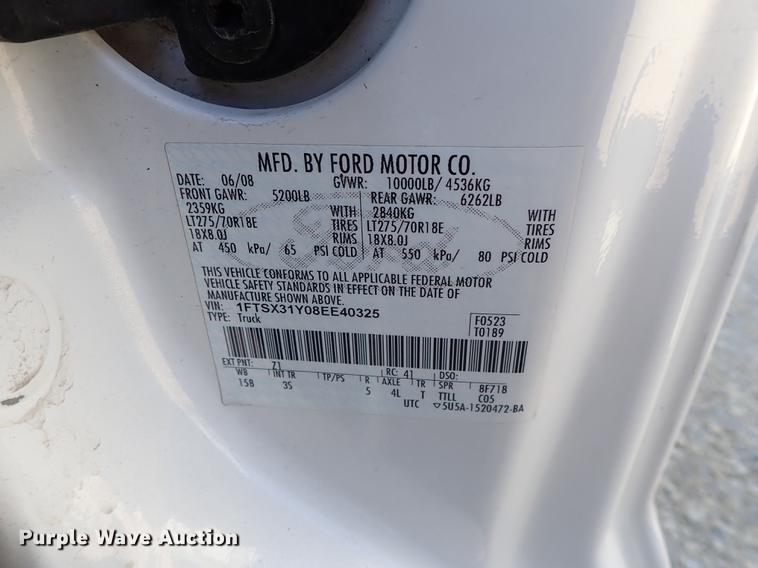 MFD. BY FORD MOTOR CO.
DATE: 06/08 GVWR: 10000LB/ 4536KG
FRONT GAWR: 5200LB REAR GAWR: 6262LB
2359KG WITH 2840KG WITH
LT275/70R18E TIRES LT275/70R18E TIRES
18X8.0J RIMS 18X8.0J RIMS
AT 450 kPa/ 65 PSI COLD AT 550 kPa/ 80 PSI COLD
THIS VEHICLE CONFORMS TO ALL APPLICABLE FEDERAL MOTOR
VEHICLE SAFETY STANDARDS IN EFFECT ON THE DATE OF
MANUFACTURE SHOWN ABOVE.
VIN: 1FTSX31Y08EE40325 F0523
TYPE: Truck T0189
EXT PNT: Z1 RC: 41 DSO:
WB INT TR TP/PS R AXLE TR SPR 8F718
158 3S 5 4L T TTLL C05
UTC ▽5U5A-1520472-BA
Purple Wave Auction